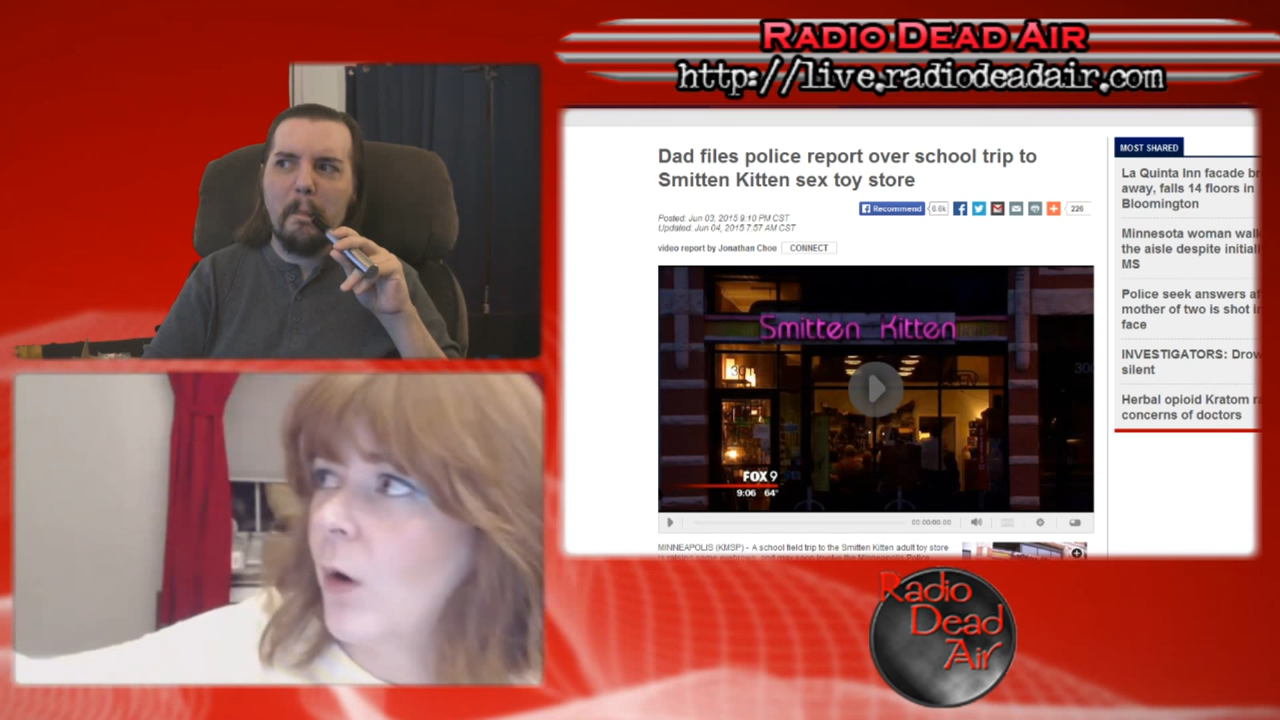 RADIO DEAD AIR
http://live.radiodeadair.com
Dad files police report over school trip to
Smitten Kitten sex toy store
Recommend
6.6k
226
Posted: Jun 03, 2015 9:10 PM CST
Updated: Jun 04, 2015 7:57 AM CST
video report by Jonathan Choe
CONNECT
Smitten Kitten
FOX 9
9:06 64°
00:00/00:00
MINNEAPOLIS (KMSP) - A school field trip to the Smitten Kitten adult toy store
MOST SHARED
La Quinta Inn facade
away, falls 14 floors in
Bloomington
Minnesota woman
the aisle despite
MS
Police seek answers
mother of two is shot
face
INVESTIGATORS:
silent
Herbal opioid Kratom
concerns of doctors
Radio
Dead
Air